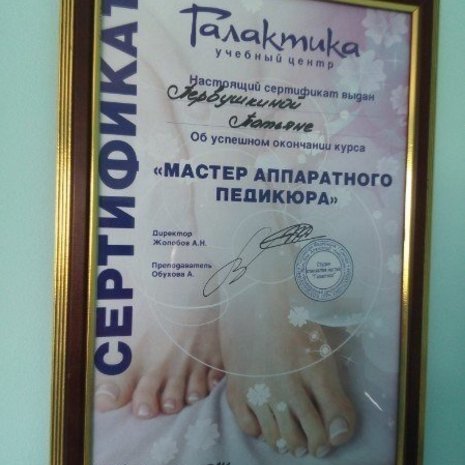 СЕРТИФИКАТ
Галактика
учебный центр
Настоящий сертификат выдан
Первушкиной
Татьяне
Об успешном окончании курса
«МАСТЕР АППАРАТНОГО
ПЕДИКЮРА»
Директор
Жолобов А.Н.
Преподаватель
Обухова А.